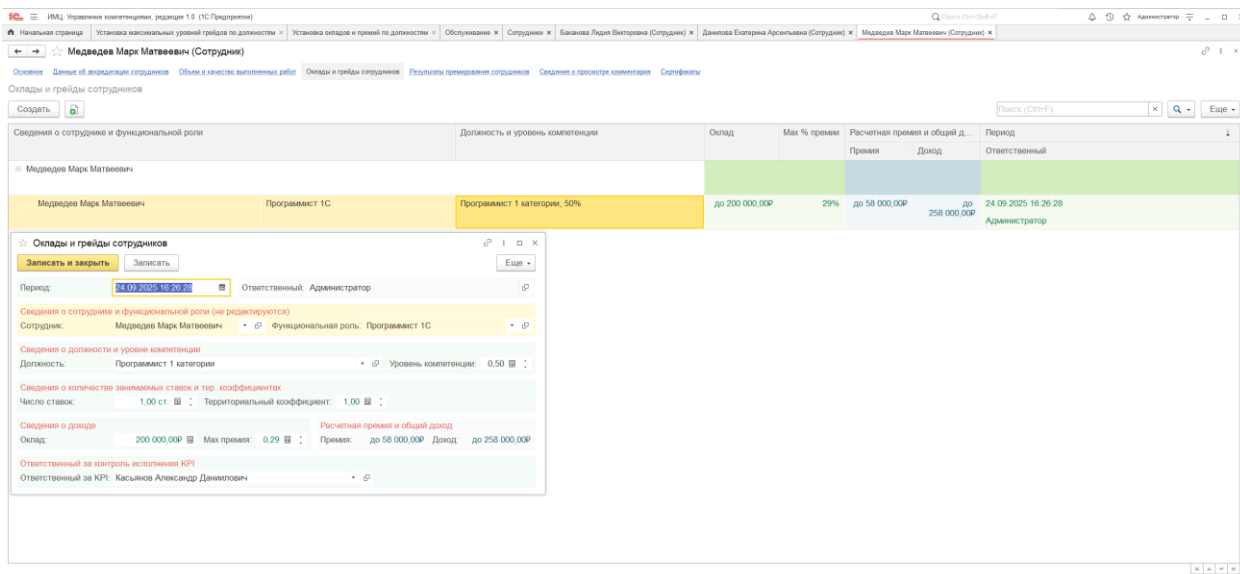 1С ИМЦ: Управление компетенциями, редакция 1.0 (1С:Предприятие) Поиск Ctrl+Shift+F Администратор
Начальная страница Установка максимальных уровней грейдов по должностям × Установка окладов и премий по должностям × Обслуживание × Сотрудники × Баканова Лидия Викторовна (Сотрудник) × Данилова Екатерина Арсентьевна (Сотрудник) × Медведев Марк Матвеевич (Сотрудник) ×
Медведев Марк Матвеевич (Сотрудник)
Основное Данные об аккредитации сотрудников Объем и качество выполненных работ Оклады и грейды сотрудников Результаты премирования сотрудников Сведения о просмотре комментария Сертификаты
Оклады и грейды сотрудников
Создать Поиск (Ctrl+F) × Еще
Сведения о сотруднике и функциональной роли Должность и уровень компетенции Оклад Max % премии Расчетная премия и общий д... Период ↓
Премия Доход Ответственный
Медведев Марк Матвеевич
Медведев Марк Матвеевич Программист 1С Программист 1 категории, 50% до 200 000,00₽ 29% до 58 000,00₽ до 258 000,00₽ 24.09.2025 16:26:28
Администратор
Оклады и грейды сотрудников
Записать и закрыть Записать Еще
Период: 24.09.2025 16:26:28 Ответственный: Администратор
Сведения о сотруднике и функциональной роли (не редактируются)
Сотрудник: Медведев Марк Матвеевич Функциональная роль: Программист 1С
Сведения о должности и уровне компетенции
Должность: Программист 1 категории Уровень компетенции: 0,50
Сведения о количестве занимаемых ставок и тер. коэффициентах
Число ставок: 1,00 ст. Территориальный коэффициент: 1,00
Сведения о доходе Расчетная премия и общий доход
Оклад: 200 000,00₽ Max премия: 0,29 Премия: до 58 000,00₽ Доход: до 258 000,00₽
Ответственный за контроль исполнения KPI
Ответственный за KPI: Касьянов Александр Даниилович